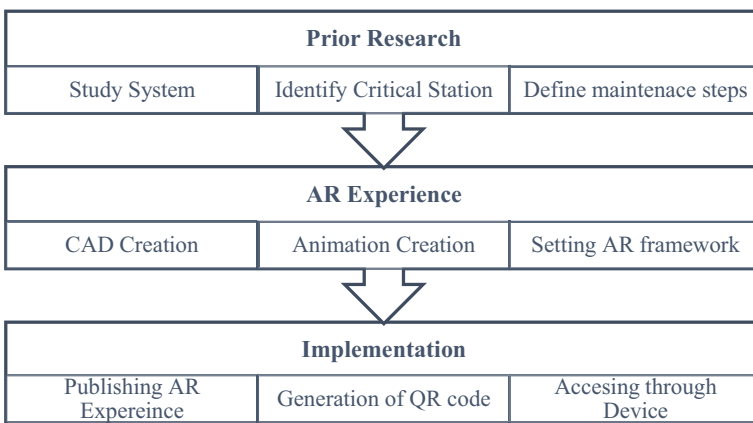 Prior Research
Study System
Identify Critical Station
Define maintenace steps
AR Experience
CAD Creation
Animation Creation
Setting AR framework
Implementation
Publishing AR
Expereince
Generation of QR code
Accesing through
Device